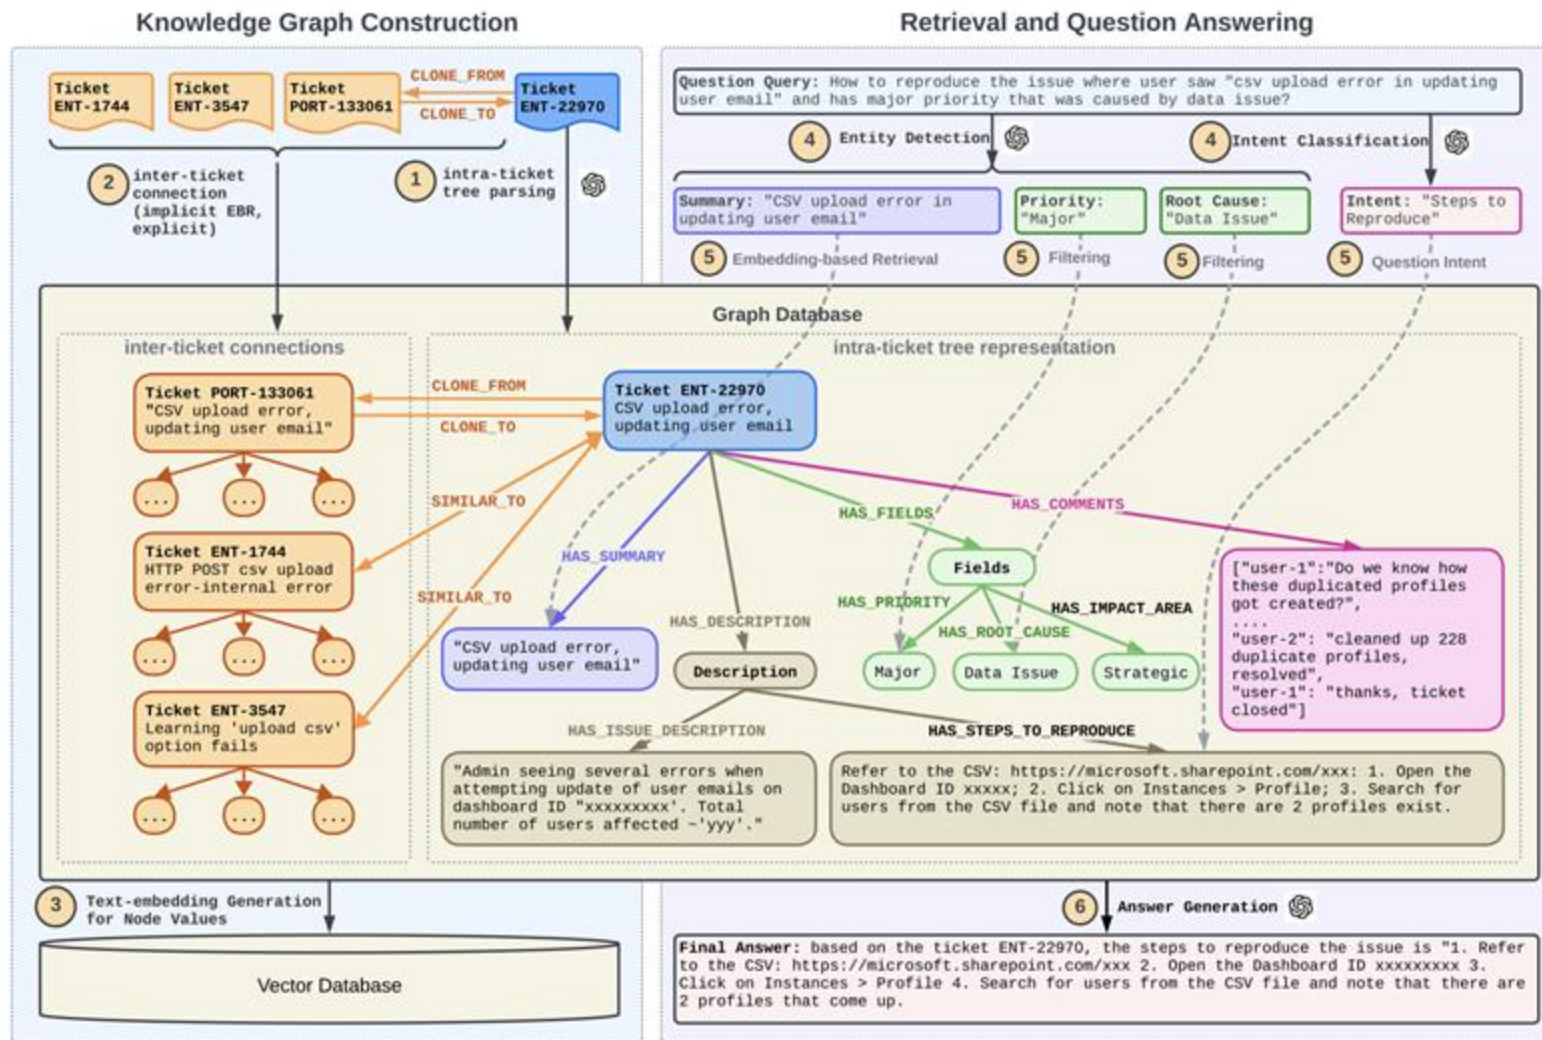 Knowledge Graph Construction
Retrieval and Question Answering
Ticket
ENT-1744
Ticket
ENT-3547
Ticket
PORT-133061
CLONE_FROM
CLONE_TO
Ticket
ENT-22970
2
inter-ticket
connection
(implicit EBR,
explicit)
1
intra-ticket
tree parsing
Question Query: How to reproduce the issue where user saw "csv upload error in updating
user email" and has major priority that was caused by data issue?
4
Entity Detection
4
Intent Classification
Summary: "CSV upload error in
updating user email"
Priority:
"Major"
Root Cause:
"Data Issue"
Intent: "Steps to
Reproduce"
5
Embedding-based Retrieval
5
Filtering
5
Filtering
5
Question Intent
Graph Database
inter-ticket connections
intra-ticket tree representation
Ticket PORT-133061
"CSV upload error,
updating user email"
...
...
...
Ticket ENT-1744
HTTP POST csv upload
error-internal error
...
...
...
Ticket ENT-3547
Learning 'upload csv'
option fails
...
...
...
CLONE_FROM
CLONE_TO
SIMILAR_TO
SIMILAR_TO
Ticket ENT-22970
CSV upload error,
updating user email
HAS_SUMMARY
HAS_DESCRIPTION
HAS_FIELDS
HAS_COMMENTS
"CSV upload error,
updating user email"
Description
Fields
HAS_PRIORITY
HAS_ROOT_CAUSE
HAS_IMPACT_AREA
Major
Data Issue
Strategic
["user-1":"Do we know how
these duplicated profiles
got created?",
....
"user-2": "cleaned up 228
duplicate profiles,
resolved",
"user-1": "thanks, ticket
closed"]
HAS_ISSUE_DESCRIPTION
HAS_STEPS_TO_REPRODUCE
"Admin seeing several errors when
attempting update of user emails on
dashboard ID "xxxxxxxxx'. Total
number of users affected ~'yyy'."
Refer to the CSV: https://microsoft.sharepoint.com/xxx: 1. Open the
Dashboard ID xxxxx; 2. Click on Instances > Profile; 3. Search for
users from the CSV file and note that there are 2 profiles exist.
3
Text-embedding Generation
for Node Values
Vector Database
6
Answer Generation
Final Answer: based on the ticket ENT-22970, the steps to reproduce the issue is "1. Refer
to the CSV: https://microsoft.sharepoint.com/xxx 2. Open the Dashboard ID xxxxxxxxx 3.
Click on Instances > Profile 4. Search for users from the CSV file and note that there are
2 profiles that come up.